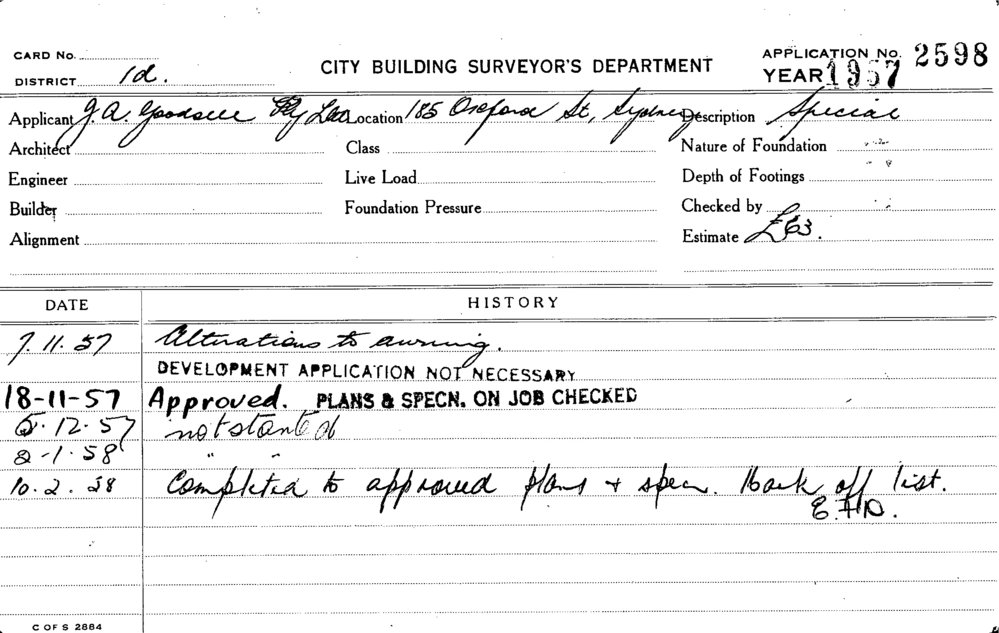 CARD No.
DISTRICT 1d.
CITY BUILDING SURVEYOR'S DEPARTMENT
APPLICATION No. 2598
YEAR 1957
Applicant J. A. Goodsell Pty Ltd Location 185 Oxford St, Sydney Description Special
Architect Class Nature of Foundation
Engineer Live Load Depth of Footings
Builder Foundation Pressure Checked by
Alignment Estimate £63.
DATE HISTORY
7.11.57 Alterations to awning.
DEVELOPMENT APPLICATION NOT NECESSARY
18-11-57 Approved. PLANS & SPECN. ON JOB CHECKED
5.12.57 not started
2-1-58 " "
10.2.58 Completed to approved plans + specn. Mark off list.
E.H.D.
C OF S 2884